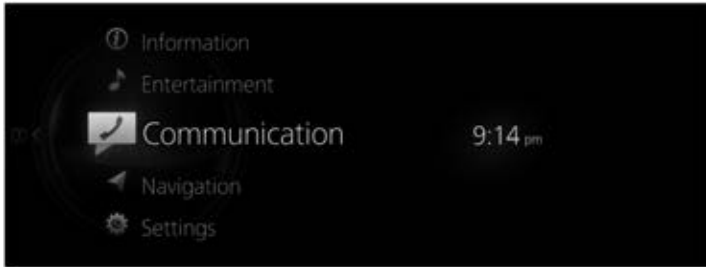 Information
Entertainment
Communication
9:14 pm
Navigation
Settings